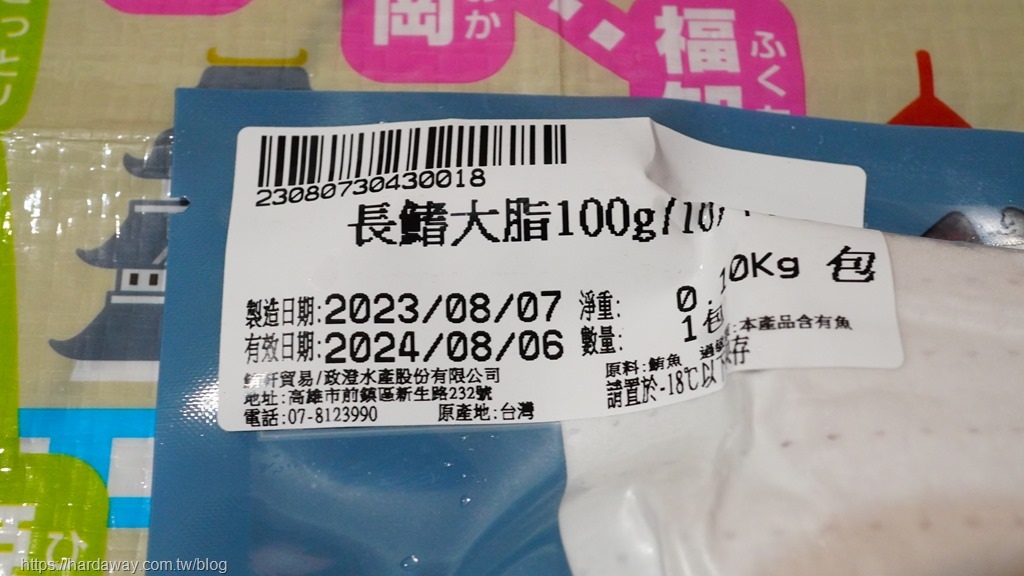 岡
おか
福
ふく
23080730430018
長鰭大脂100g/10
10Kg 包
製造日期:2023/08/07 淨重: 0
有效日期:2024/08/06 數量: 1 包
:本產品含有魚
貿易/政澄水產股份有限公司 原料:鮪魚
地址:高雄市前鎮區新生路232號 請置於-18℃以 存
電話:07-8123990 原產地:台灣
ひ
https://hardaway.com.tw/blog